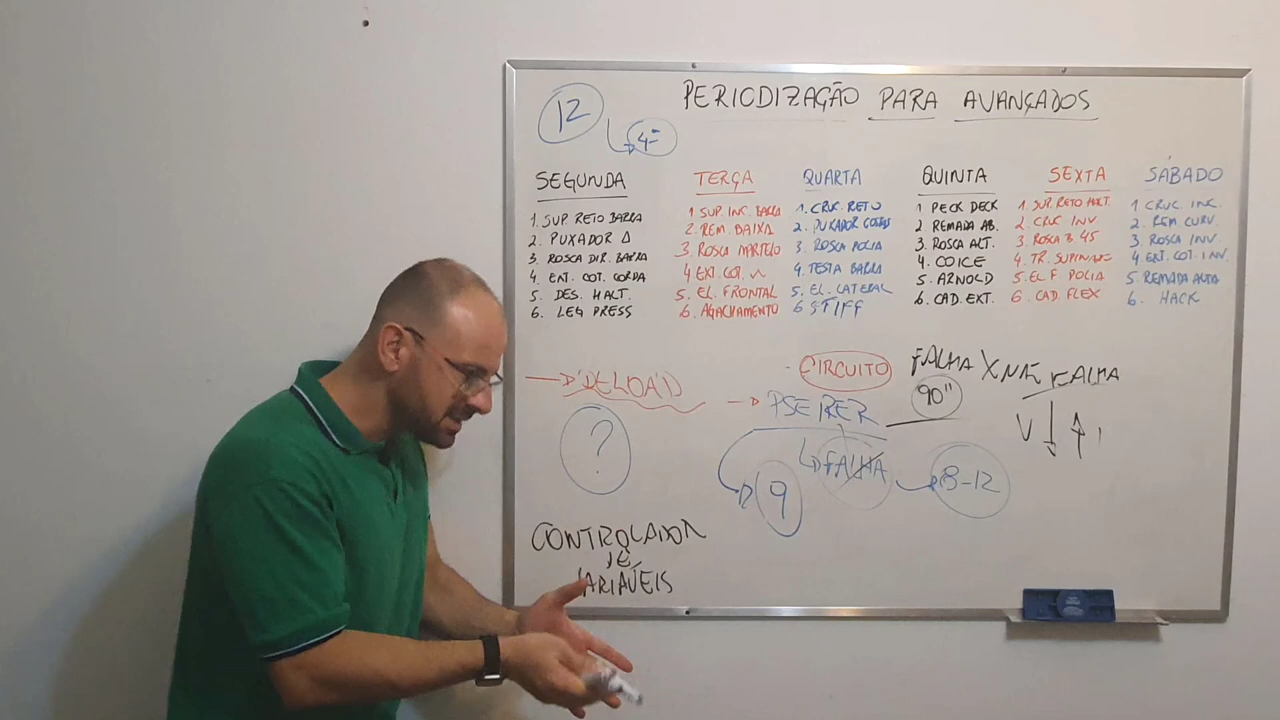 PERIODIZAÇÃO PARA AVANÇADOS
12
4=
SEGUNDA
1. SUP. RETO BARRA
2. PUXADOR Δ
3. ROSCA DIR. BARRA
4. EXT. COT. CORDA
5. DES. HALT.
6. LEG PRESS
TERÇA
1 SUP. INC. BARRA
2. REM. BAIXA
3. ROSCA MARTELO
4 EXT. COT. V
5. EL. FRONTAL
6. AGACHAMENTO
QUARTA
1. CRUC. RETO
2. PUXADOR COSTAS
3. ROSCA POLIA
4. TESTA BARRA
5. EL. LATERAL
6 STIFF
QUINTA
1 PECK DECK
2. REMADA AB.
3. ROSCA ALT.
4. COICE
5. ARNOLD
6. CAD. EXT.
SEXTA
1. SUP. RETO HALT.
2 CRUC INV.
3. ROSCA B. 45
4. TR. SUPINADO
5. EL F POLIA
6. CAD. FLEX
SÁBADO
1 CRUC. INC.
2. REM. CURV.
3. ROSCA INV.
4 EXT. COT. INV.
5 REMADA ALTA
6. HACK
DELOAD
?
CIRCUITO
FALHA X NÃO FALHA
90"
PSE RER
V ↓ ↑ I
FALHA
9
8-12
CONTROLADOR
DE
VARIÁVEIS